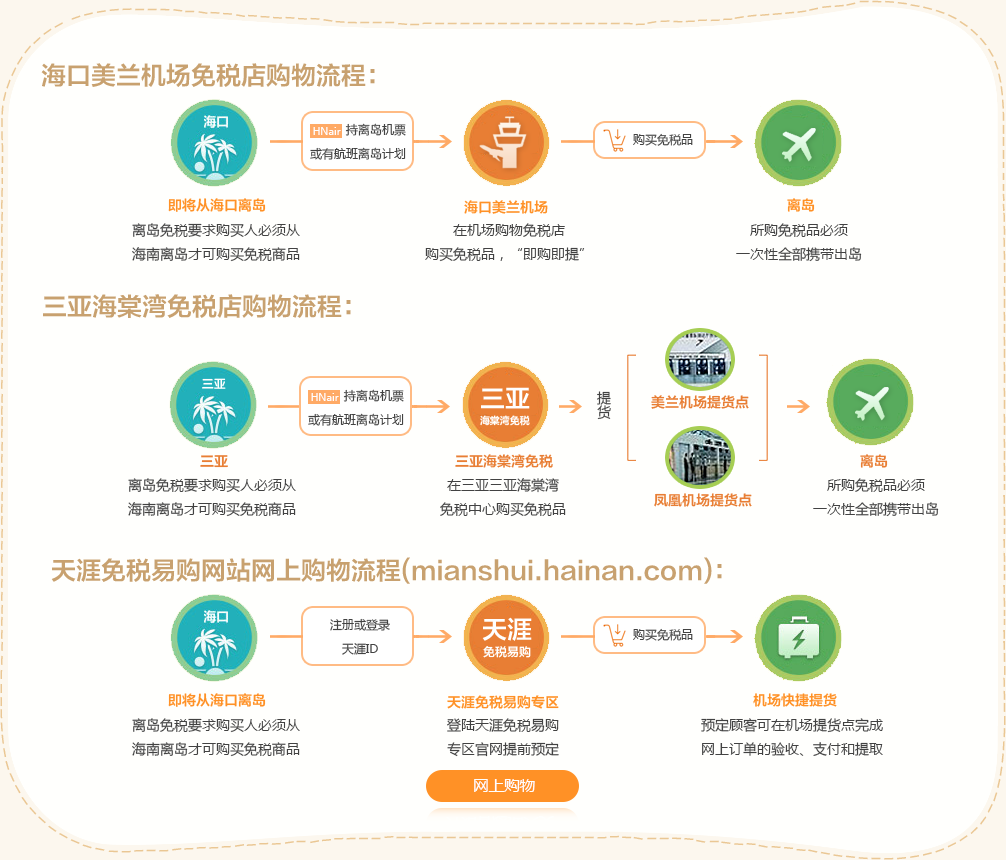 海口美兰机场免税店购物流程：
海口
HNair 持离岛机票
或有航班离岛计划
购买免税品
即将从海口离岛
海口美兰机场
离岛
离岛免税要求购买人必须从
海南离岛才可购买免税商品
在机场购物免税店
购买免税品，“即购即提”
所购免税品必须
一次性全部携带出岛
三亚海棠湾免税店购物流程：
三亚
HNair 持离岛机票
或有航班离岛计划
三亚
海棠湾免税
提货
美兰机场提货点
凤凰机场提货点
三亚
三亚海棠湾免税
离岛
离岛免税要求购买人必须从
海南离岛才可购买免税商品
在三亚三亚海棠湾
免税中心购买免税品
所购免税品必须
一次性全部携带出岛
天涯免税易购网站网上购物流程(mianshui.hainan.com)：
海口
注册或登录
天涯ID
天涯
免税易购
购买免税品
即将从海口离岛
天涯免税易购专区
机场快捷提货
离岛免税要求购买人必须从
海南离岛才可购买免税商品
登陆天涯免税易购
专区官网提前预定
预定顾客可在机场提货点完成
网上订单的验收、支付和提取
网上购物